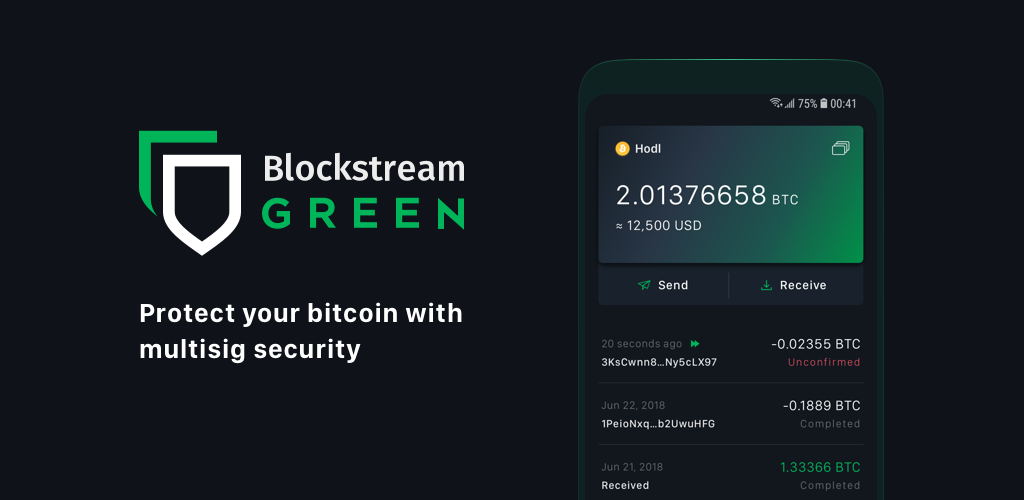 Blockstream
GREEN
Protect your bitcoin with
multisig security
75% 00:41
Hodl
2.01376658 BTC
≈ 12,500 USD
Send
Receive
20 seconds ago
-0.02355 BTC
3KsCwnn8...Ny5cLX97
Unconfirmed
Jun 22, 2018
-0.1889 BTC
1PeioNxq...b2UwuHFG
Completed
Jun 21, 2018
1.33366 BTC
Received
Completed